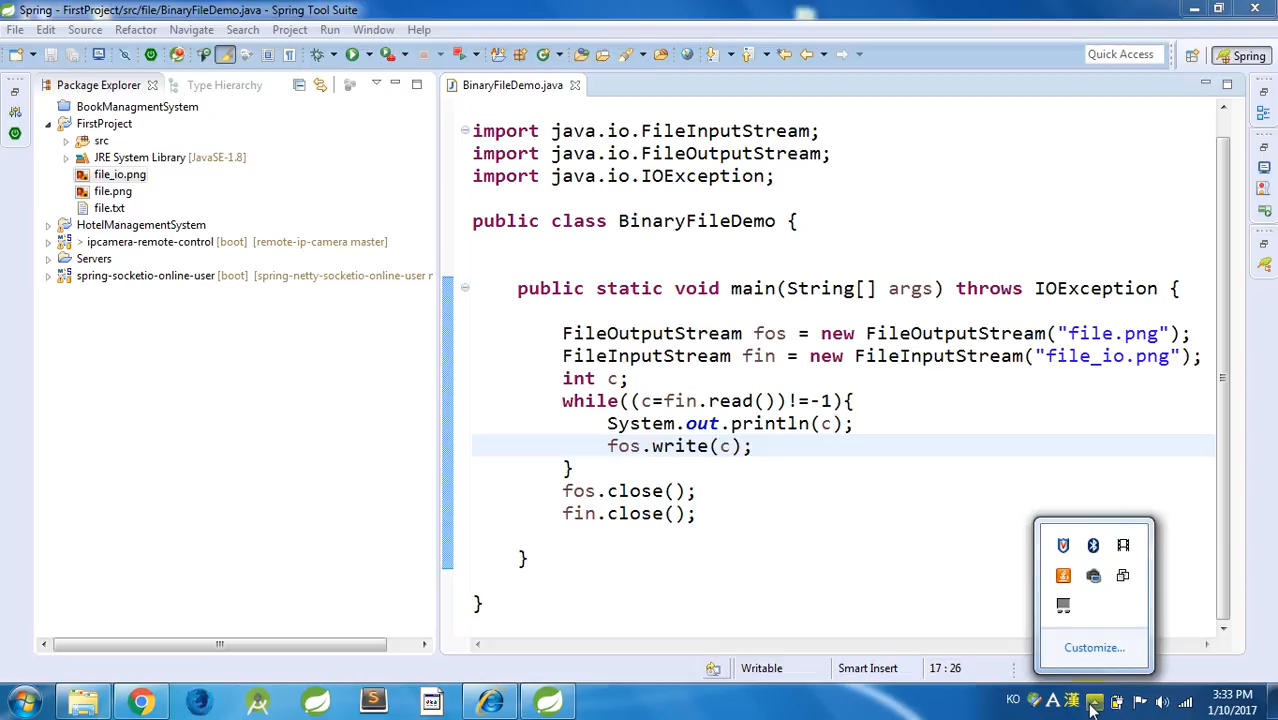 Spring - FirstProject/src/file/BinaryFileDemo.java - Spring Tool Suite
File Edit Source Refactor Navigate Search Project Run Window Help
Quick Access
Spring
Package Explorer
Type Hierarchy
BinaryFileDemo.java
BookManagmentSystem
FirstProject
src
JRE System Library [JavaSE-1.8]
file_io.png
file.png
file.txt
HotelManagementSystem
> ipcamera-remote-control [boot] [remote-ip-camera master]
Servers
spring-socketio-online-user [boot] [spring-netty-socketio-online-user
import java.io.FileInputStream;
import java.io.FileOutputStream;
import java.io.IOException;
public class BinaryFileDemo {
public static void main(String[] args) throws IOException {
FileOutputStream fos = new FileOutputStream("file.png");
FileInputStream fin = new FileInputStream("file_io.png");
int c;
while((c=fin.read())!=-1){
System.out.println(c);
fos.write(c);
}
fos.close();
fin.close();
}
}
Customize...
Writable
Smart Insert
17 : 26
KO
A 漢
3:33 PM
1/10/2017